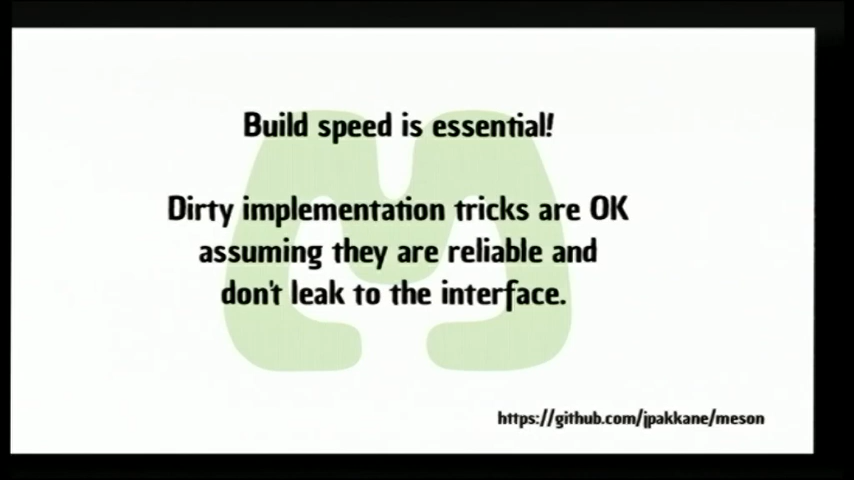 Build speed is essential!
Dirty implementation tricks are OK
assuming they are reliable and
don't leak to the interface.
https://github.com/jpakkane/meson